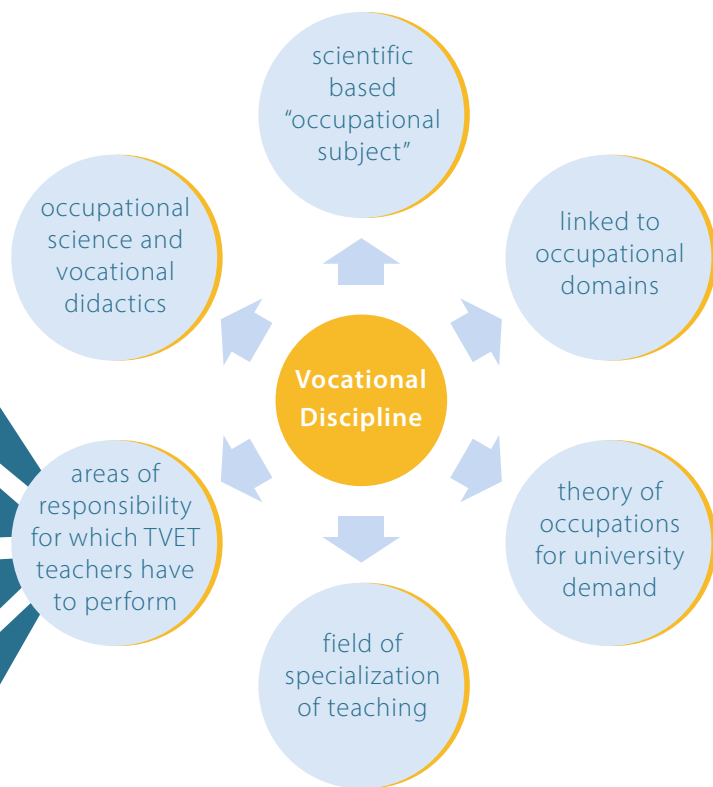 scientific
based
“occupational
subject”
linked to
occupational
domains
theory of
occupations
for university
demand
field of
specialization
of teaching
areas of
responsibility
for which TVET
teachers have
to perform
occupational
science and
vocational
didactics
Vocational
Discipline